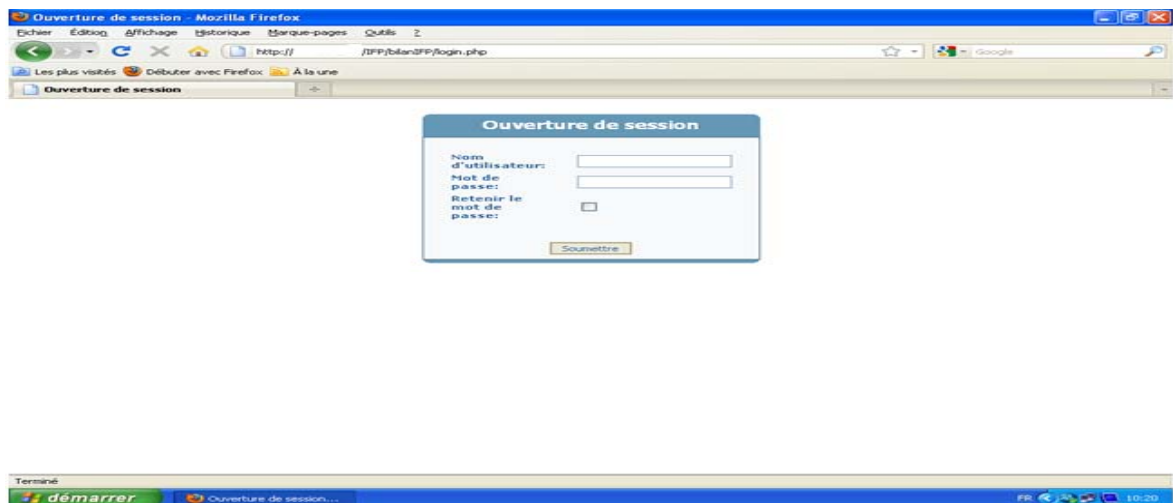 Ouverture de session - Mozilla Firefox
Fichier Édition Affichage Historique Marque-pages Outils ?
http:// /IFP/bilanIFP/login.php Google
Les plus visités Débuter avec Firefox À la une
Ouverture de session
Ouverture de session
Nom
d'utilisateur:
Mot de
passe:
Retenir le
mot de
passe:
Soumettre
Terminé
démarrer Ouverture de session... FR 10:20